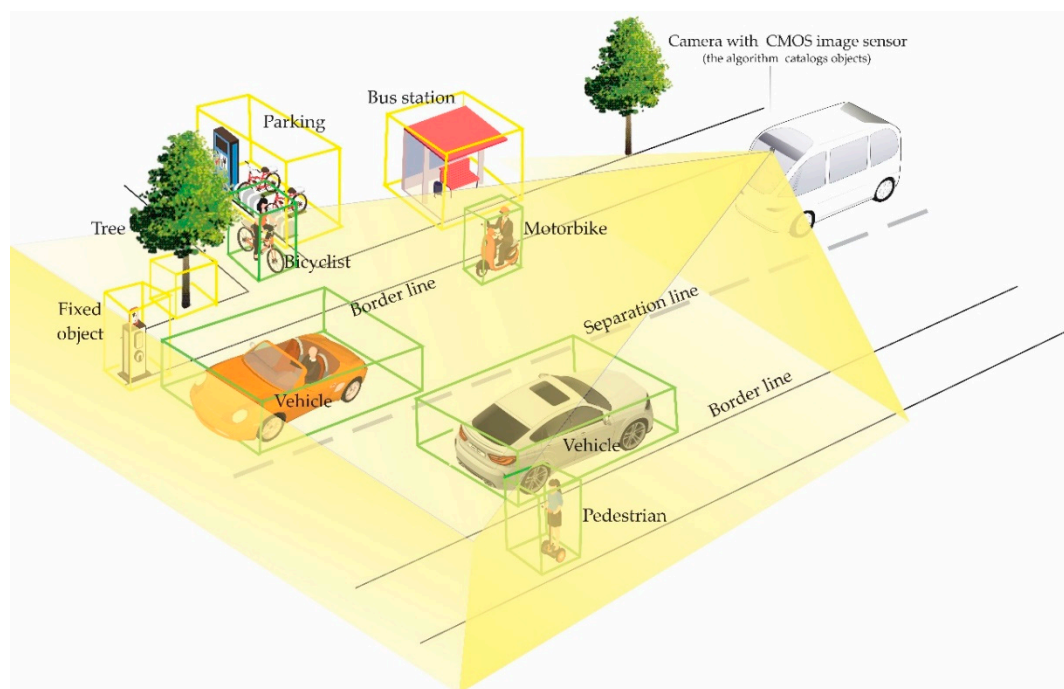 Camera with CMOS image sensor
(the algorithm catalogs objects)
Bus station
Parking
Tree
Motorbike
Bicyclist
Fixed
object
Border line
Separation line
Vehicle
Border line
Vehicle
Pedestrian